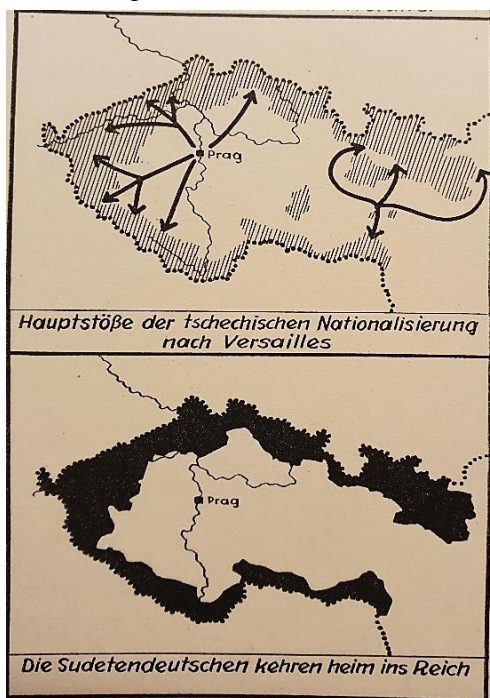 Prag
Hauptstöße der tschechischen Nationalisierung
nach Versailles
Prag
Die Sudetendeutschen kehren heim ins Reich